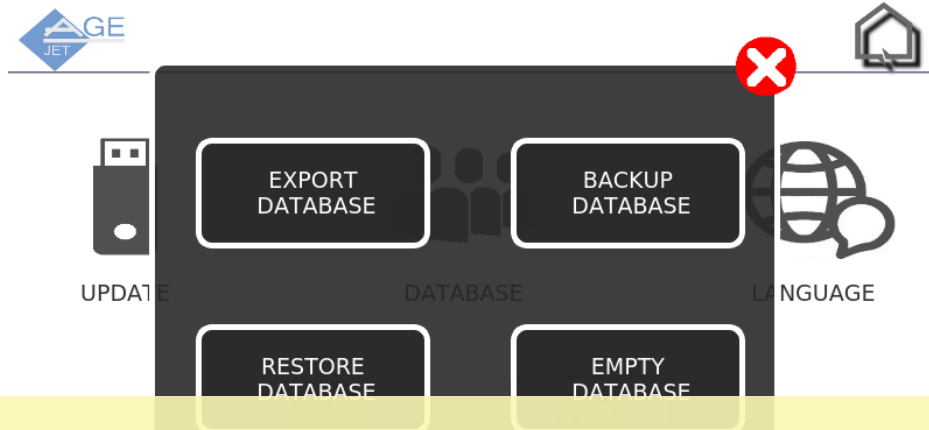 AGE
JET
EXPORT
DATABASE
BACKUP
DATABASE
UPDATE
DATABASE
LANGUAGE
RESTORE
DATABASE
EMPTY
DATABASE